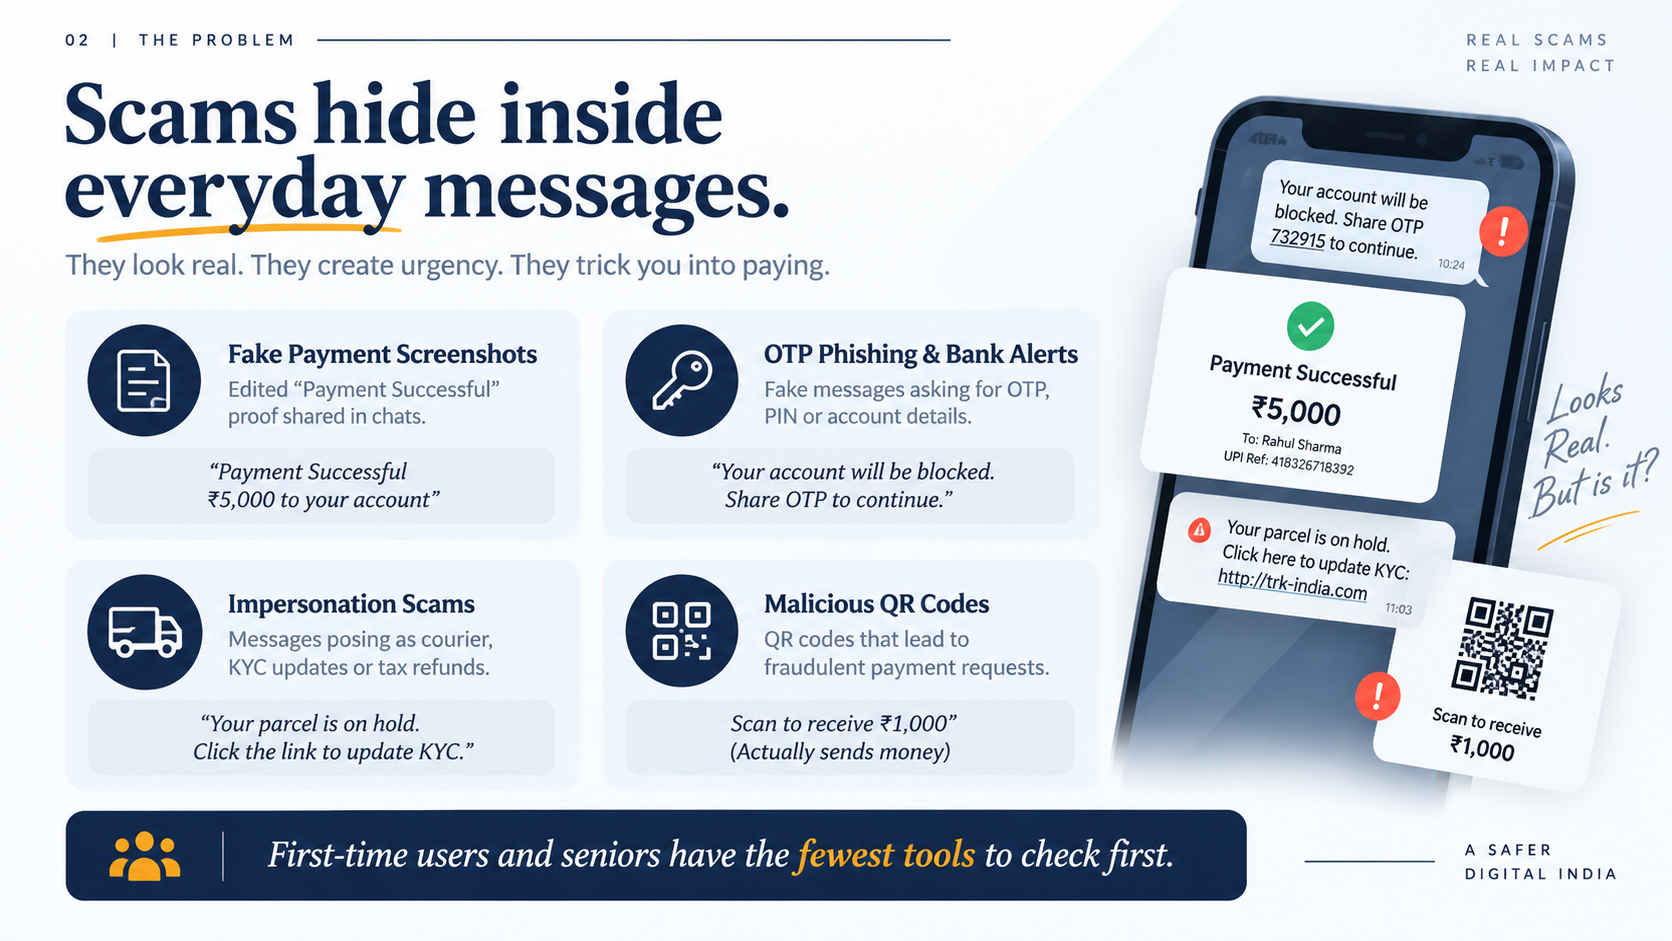 02 | THE PROBLEM
REAL SCAMS
REAL IMPACT
Scams hide inside
everyday messages.
They look real. They create urgency. They trick you into paying.
Fake Payment Screenshots
Edited “Payment Successful”
proof shared in chats.
“Payment Successful
₹5,000 to your account”
OTP Phishing & Bank Alerts
Fake messages asking for OTP,
PIN or account details.
“Your account will be blocked.
Share OTP to continue.”
Impersonation Scams
Messages posing as courier,
KYC updates or tax refunds.
“Your parcel is on hold.
Click the link to update KYC.”
Malicious QR Codes
QR codes that lead to
fraudulent payment requests.
Scan to receive ₹1,000”
(Actually sends money)
Your account will be
blocked. Share OTP
732915 to continue.
10:24
Payment Successful
₹5,000
To: Rahul Sharma
UPI Ref: 418326718392
Your parcel is on hold.
Click here to update KYC:
http://trk-india.com
11:03
Scan to receive
₹1,000
Looks
Real.
But is it?
First-time users and seniors have the fewest tools to check first.
A SAFER
DIGITAL INDIA